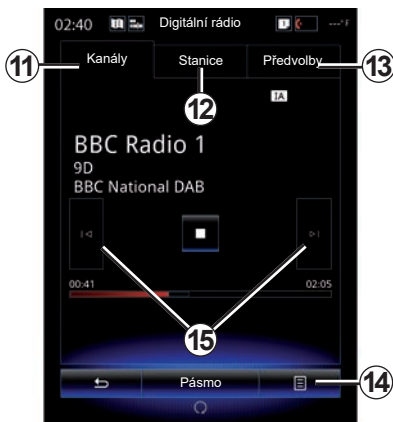 02:40 Digitální rádio ---°F
11 Kanály Stanice Předvolby 13
12
IA
BBC Radio 1
9D
BBC National DAB
00:41 02:05
15
Pásmo 14